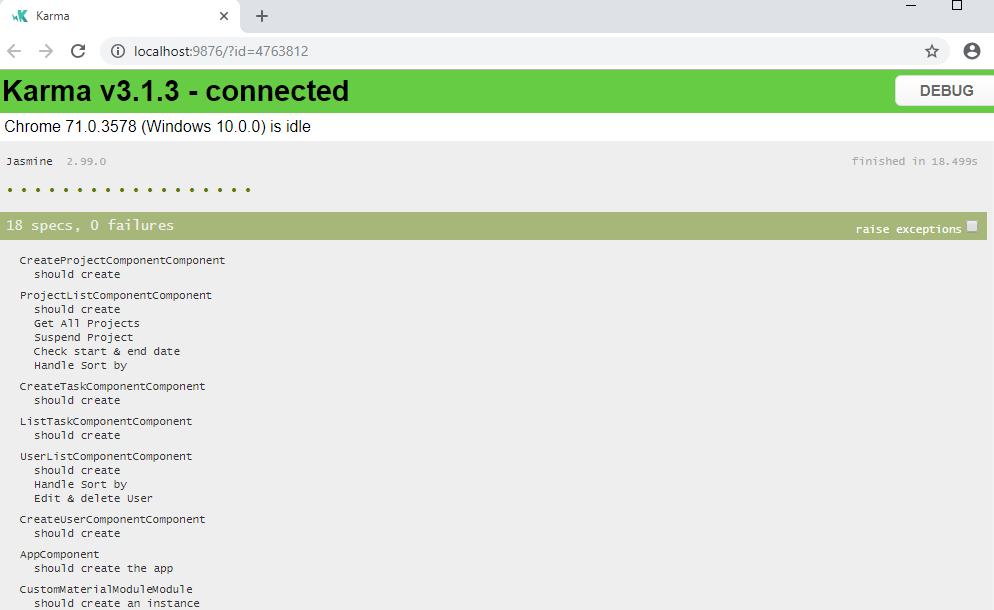 Karma
localhost:9876/?id=4763812
Karma v3.1.3 - connected
DEBUG
Chrome 71.0.3578 (Windows 10.0.0) is idle
Jasmine 2.99.0
finished in 18.499s
18 specs, 0 failures
raise exceptions
CreateProjectComponentComponent
should create
ProjectListComponentComponent
should create
Get All Projects
Suspend Project
Check start & end date
Handle Sort by
CreateTaskComponentComponent
should create
ListTaskComponentComponent
should create
UserListComponentComponent
should create
Handle Sort by
Edit & delete User
CreateUserComponentComponent
should create
AppComponent
should create the app
CustomMaterialModuleModule
should create an instance